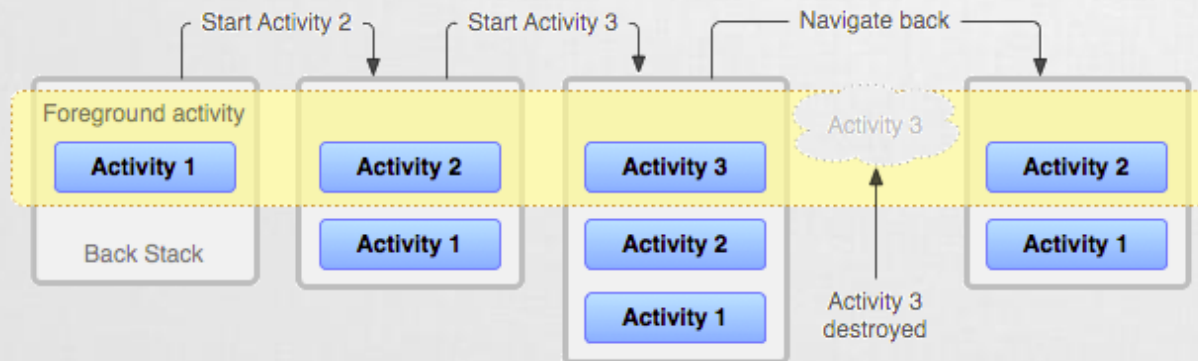 Start Activity 2
Start Activity 3
Navigate back
Foreground activity
Activity 1
Back Stack
Activity 2
Activity 1
Activity 3
Activity 2
Activity 1
Activity 3
Activity 3
destroyed
Activity 2
Activity 1